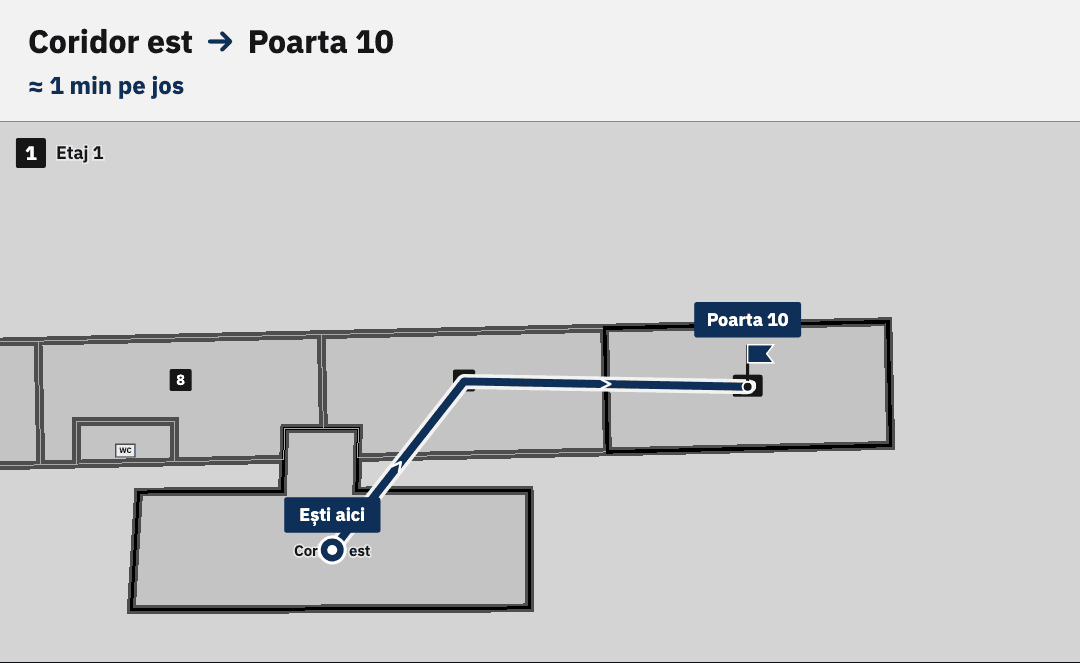 Coridor est → Poarta 10
≈ 1 min pe jos
1 Etaj 1
Poarta 10
8
WC
Ești aici
Cor est